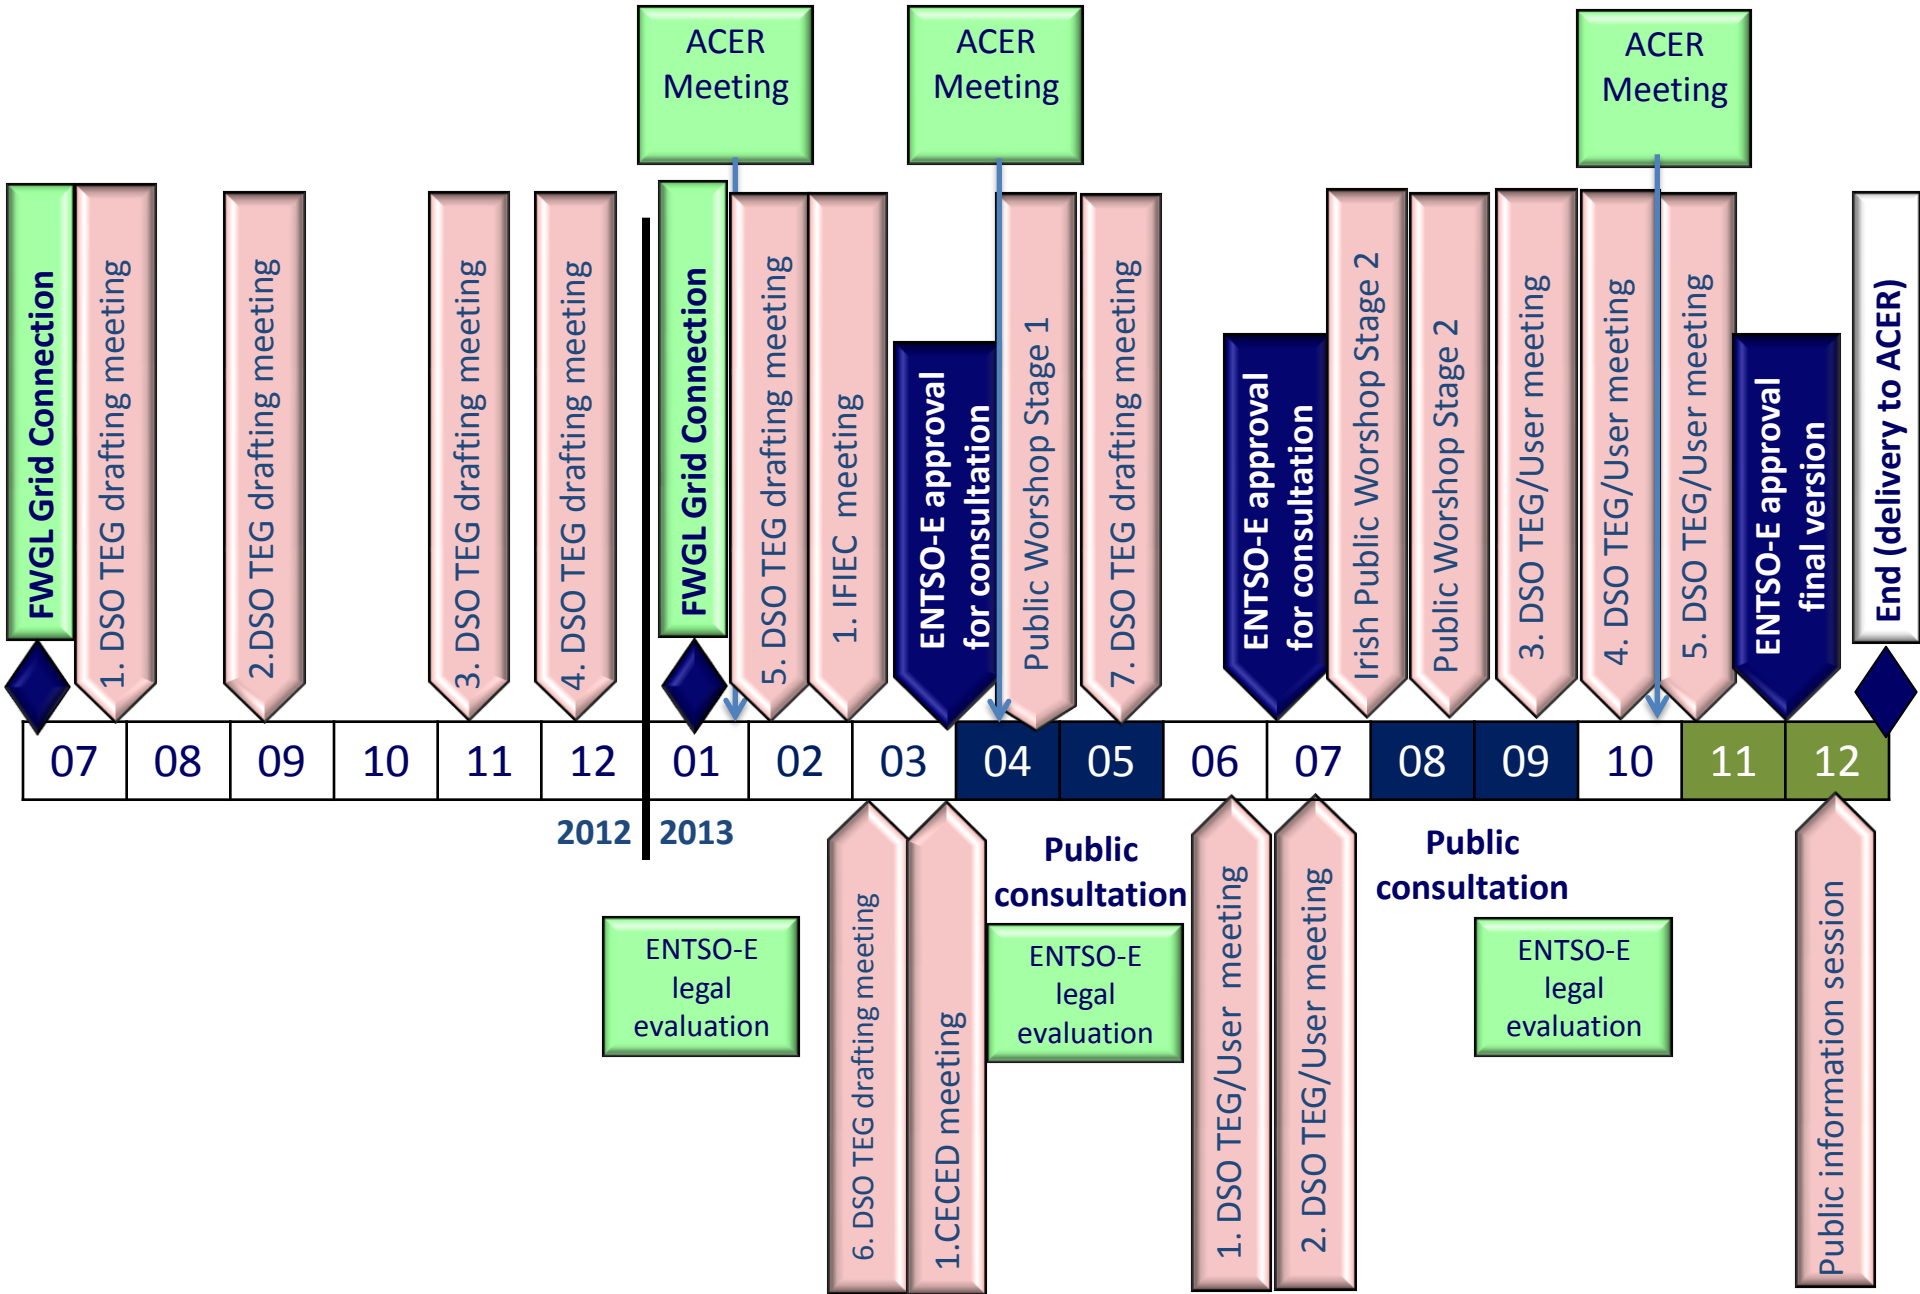 ACER
Meeting
ACER
Meeting
ACER
Meeting
FWGL Grid Connection
1. DSO TEG drafting meeting
2.DSO TEG drafting meeting
3. DSO TEG drafting meeting
4. DSO TEG drafting meeting
FWGL Grid Connection
5. DSO TEG drafting meeting
1. IFIEC meeting
ENTSO-E approval
for consultation
Public Worshop Stage 1
7. DSO TEG drafting meeting
ENTSO-E approval
for consultation
Irish Public Worshop Stage 2
Public Worshop Stage 2
3. DSO TEG/User meeting
4. DSO TEG/User meeting
5. DSO TEG/User meeting
ENTSO-E approval
final version
End (delivery to ACER)
07 08 09 10 11 12 01 02 03 04 05 06 07 08 09 10 11 12
2012 2013
6. DSO TEG drafting meeting
1.CECED meeting
Public
consultation
1. DSO TEG/User meeting
2. DSO TEG/User meeting
Public
consultation
Public information session
ENTSO-E
legal
evaluation
ENTSO-E
legal
evaluation
ENTSO-E
legal
evaluation